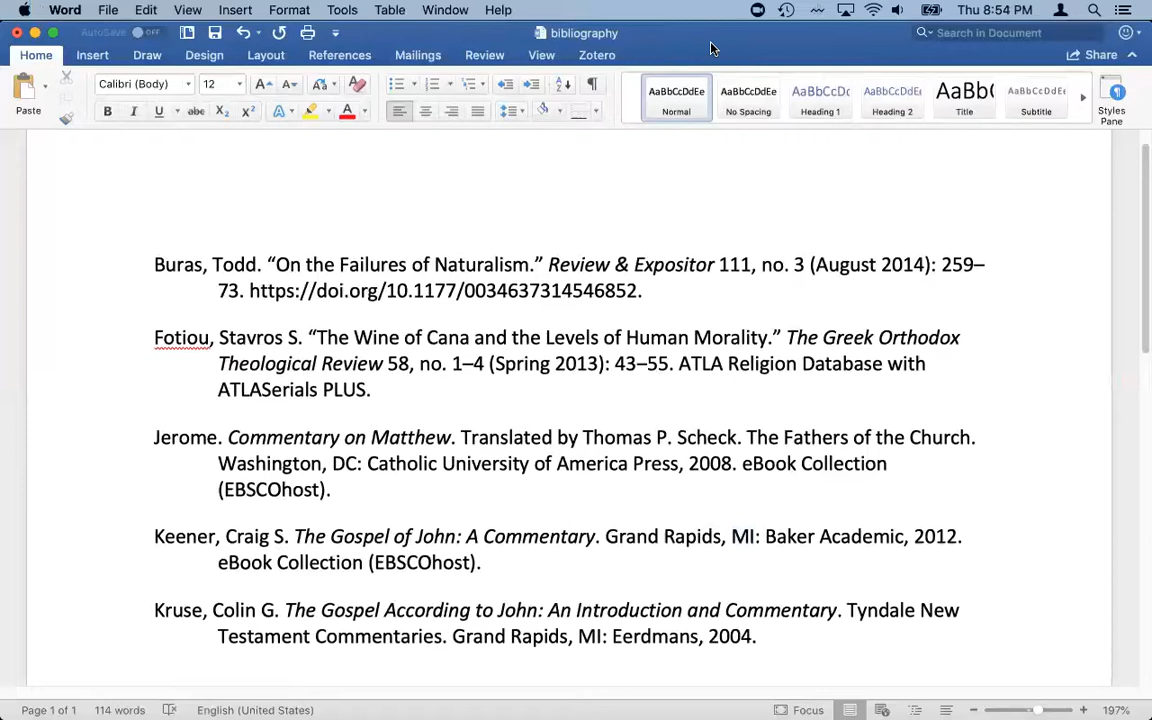 Word File Edit View Insert Format Tools Table Window Help Thu 8:54 PM
AutoSave OFF bibliography Search in Document
Home Insert Draw Design Layout References Mailings Review View Zotero Share
Paste Calibri (Body) 12 Styles Pane
AaBbCcDdEe AaBbCcDdEe AaBbCcDc AaBbCcDdEe AaBbC AaBbCcDdEe
Normal No Spacing Heading 1 Heading 2 Title Subtitle
Buras, Todd. “On the Failures of Naturalism.” Review & Expositor 111, no. 3 (August 2014): 259–
73. https://doi.org/10.1177/0034637314546852.
Fotiou, Stavros S. “The Wine of Cana and the Levels of Human Morality.” The Greek Orthodox
Theological Review 58, no. 1–4 (Spring 2013): 43–55. ATLA Religion Database with
ATLASerials PLUS.
Jerome. Commentary on Matthew. Translated by Thomas P. Scheck. The Fathers of the Church.
Washington, DC: Catholic University of America Press, 2008. eBook Collection
(EBSCOhost).
Keener, Craig S. The Gospel of John: A Commentary. Grand Rapids, MI: Baker Academic, 2012.
eBook Collection (EBSCOhost).
Kruse, Colin G. The Gospel According to John: An Introduction and Commentary. Tyndale New
Testament Commentaries. Grand Rapids, MI: Eerdmans, 2004.
Page 1 of 1 114 words English (United States) Focus 197%